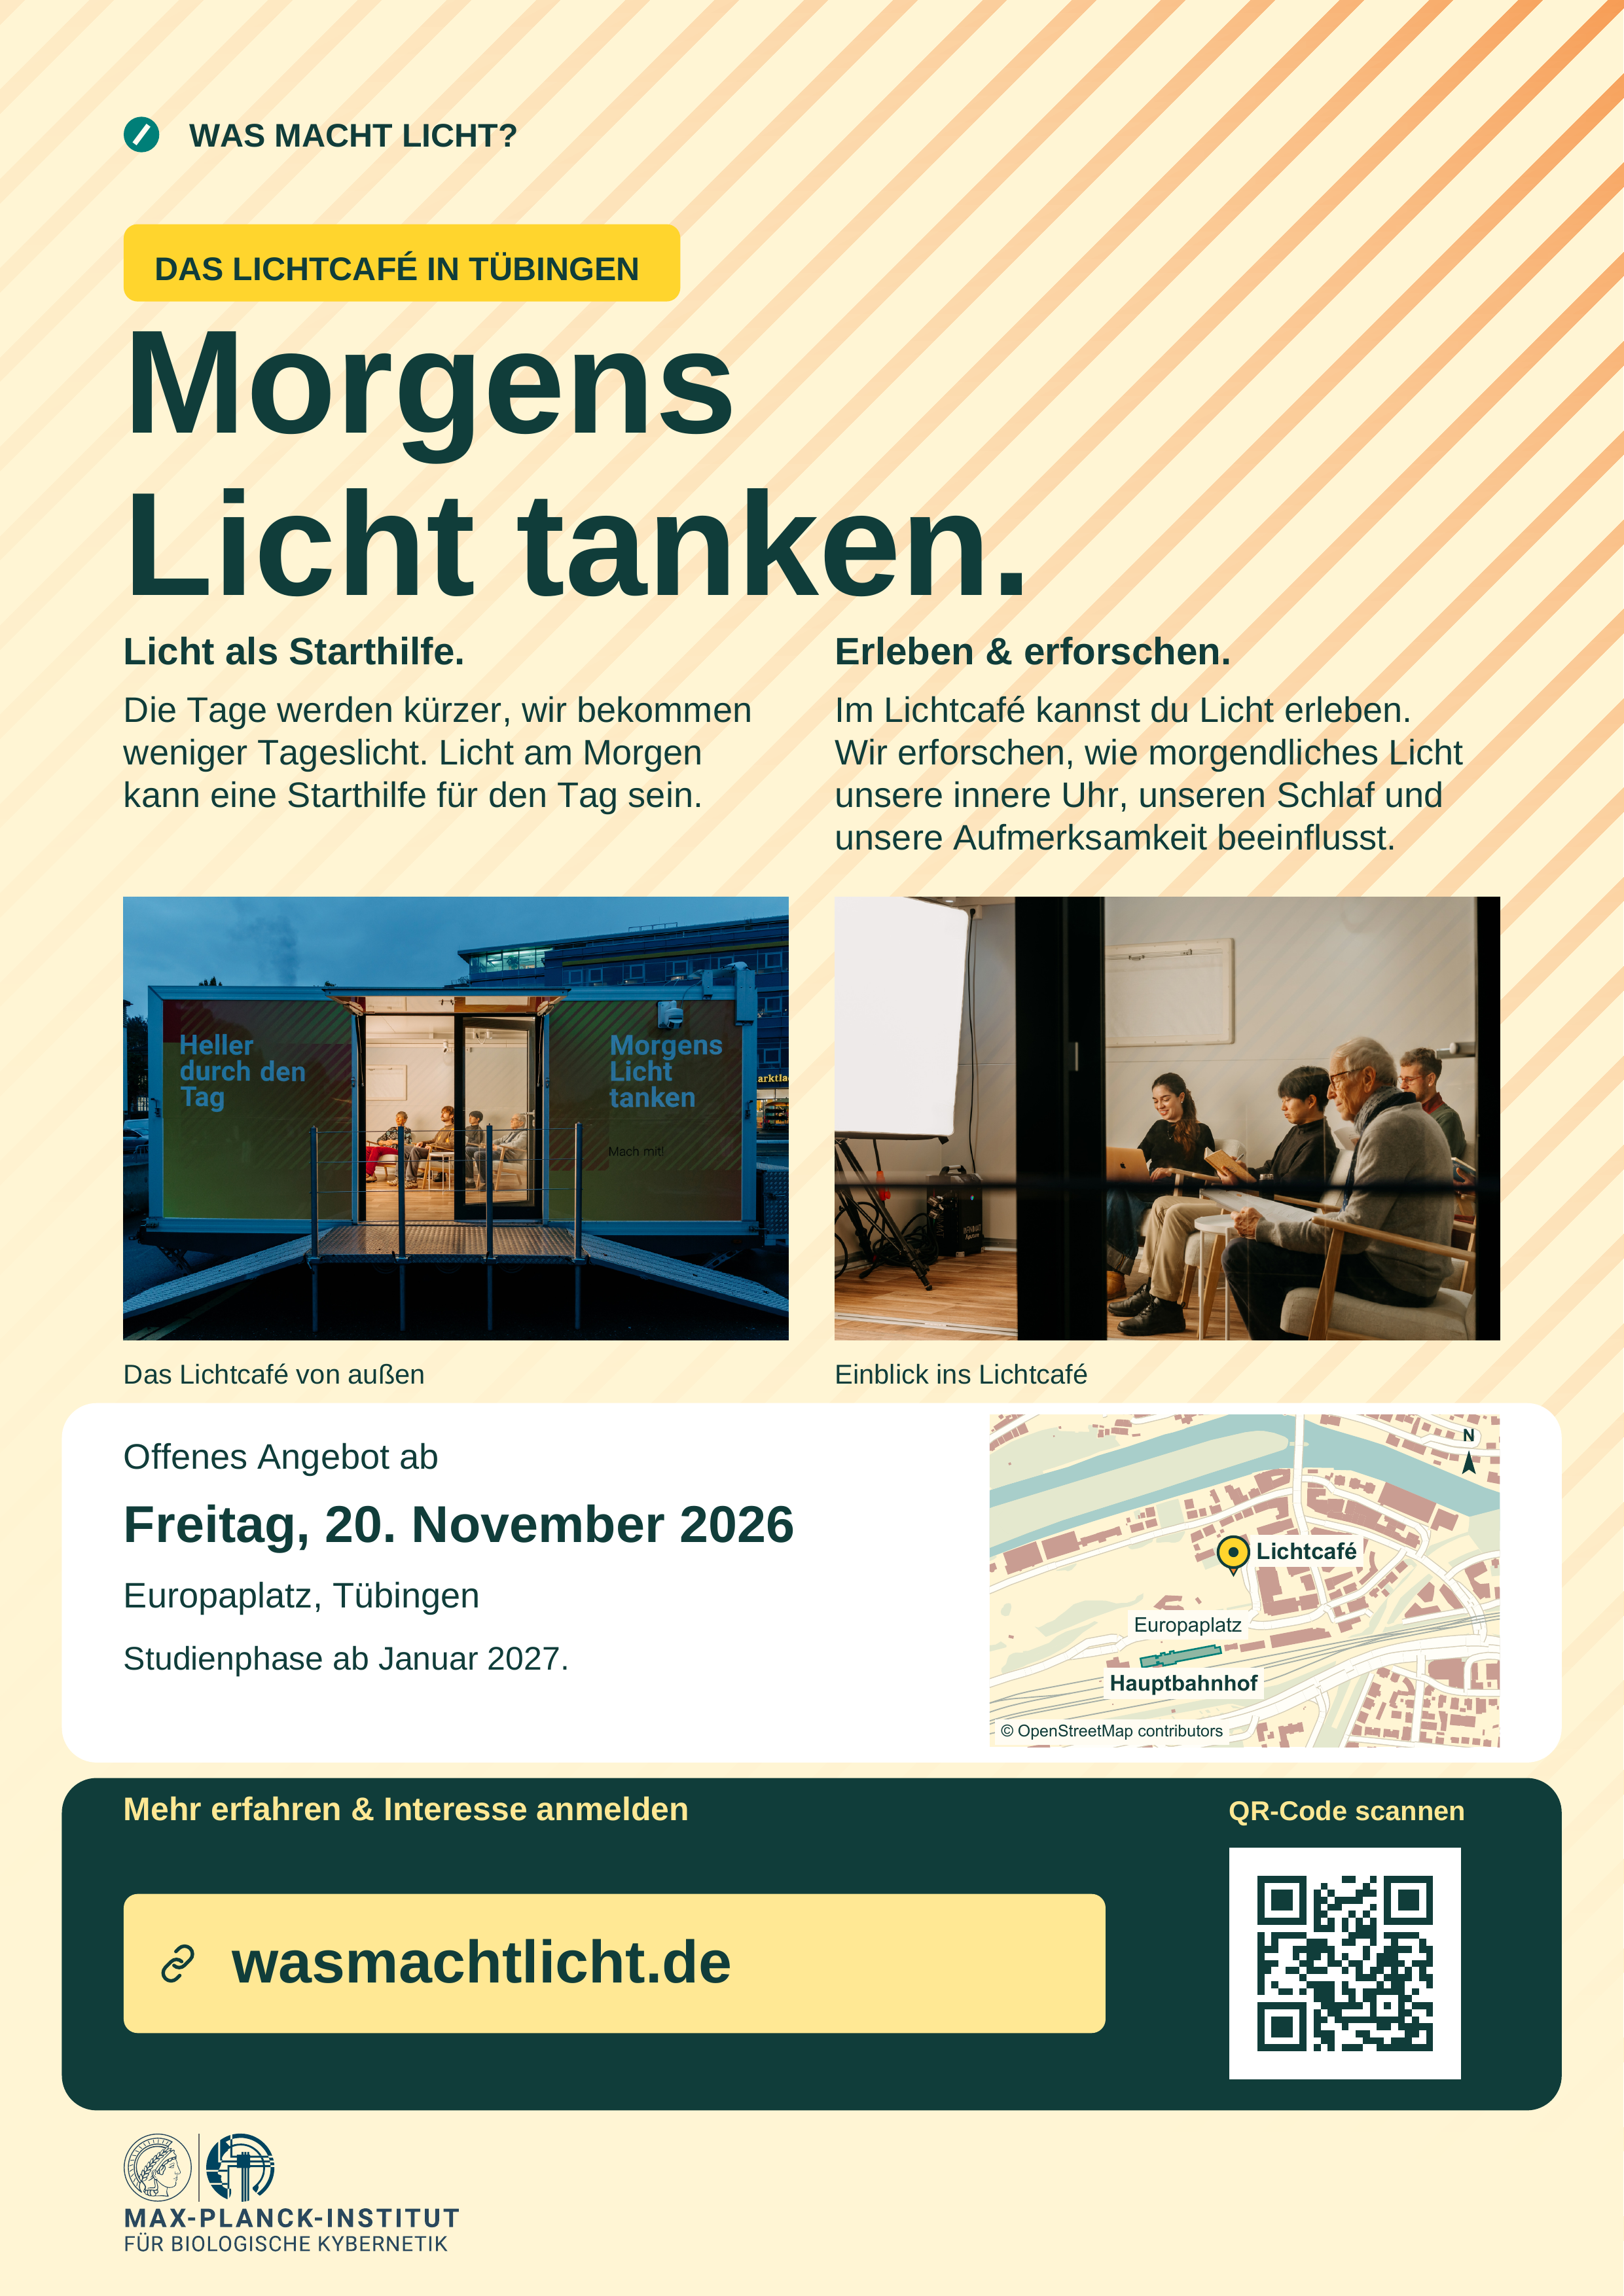 WAS MACHT LICHT?
DAS LICHTCAFÉ IN TÜBINGEN
Morgens
Licht tanken.
Licht als Starthilfe.
Die Tage werden kürzer, wir bekommen
weniger Tageslicht. Licht am Morgen
kann eine Starthilfe für den Tag sein.
Erleben & erforschen.
Im Lichtcafé kannst du Licht erleben.
Wir erforschen, wie morgendliches Licht
unsere innere Uhr, unseren Schlaf und
unsere Aufmerksamkeit beeinflusst.
Heller
durch den
Tag
Morgens
Licht
tanken
Mach mit!
arktla
Das Lichtcafé von außen
Einblick ins Lichtcafé
Offenes Angebot ab
Freitag, 20. November 2026
Europaplatz, Tübingen
Studienphase ab Januar 2027.
N
Lichtcafé
Europaplatz
Hauptbahnhof
© OpenStreetMap contributors
Mehr erfahren & Interesse anmelden
wasmachtlicht.de
QR-Code scannen
MAX-PLANCK-INSTITUT
FÜR BIOLOGISCHE KYBERNETIK